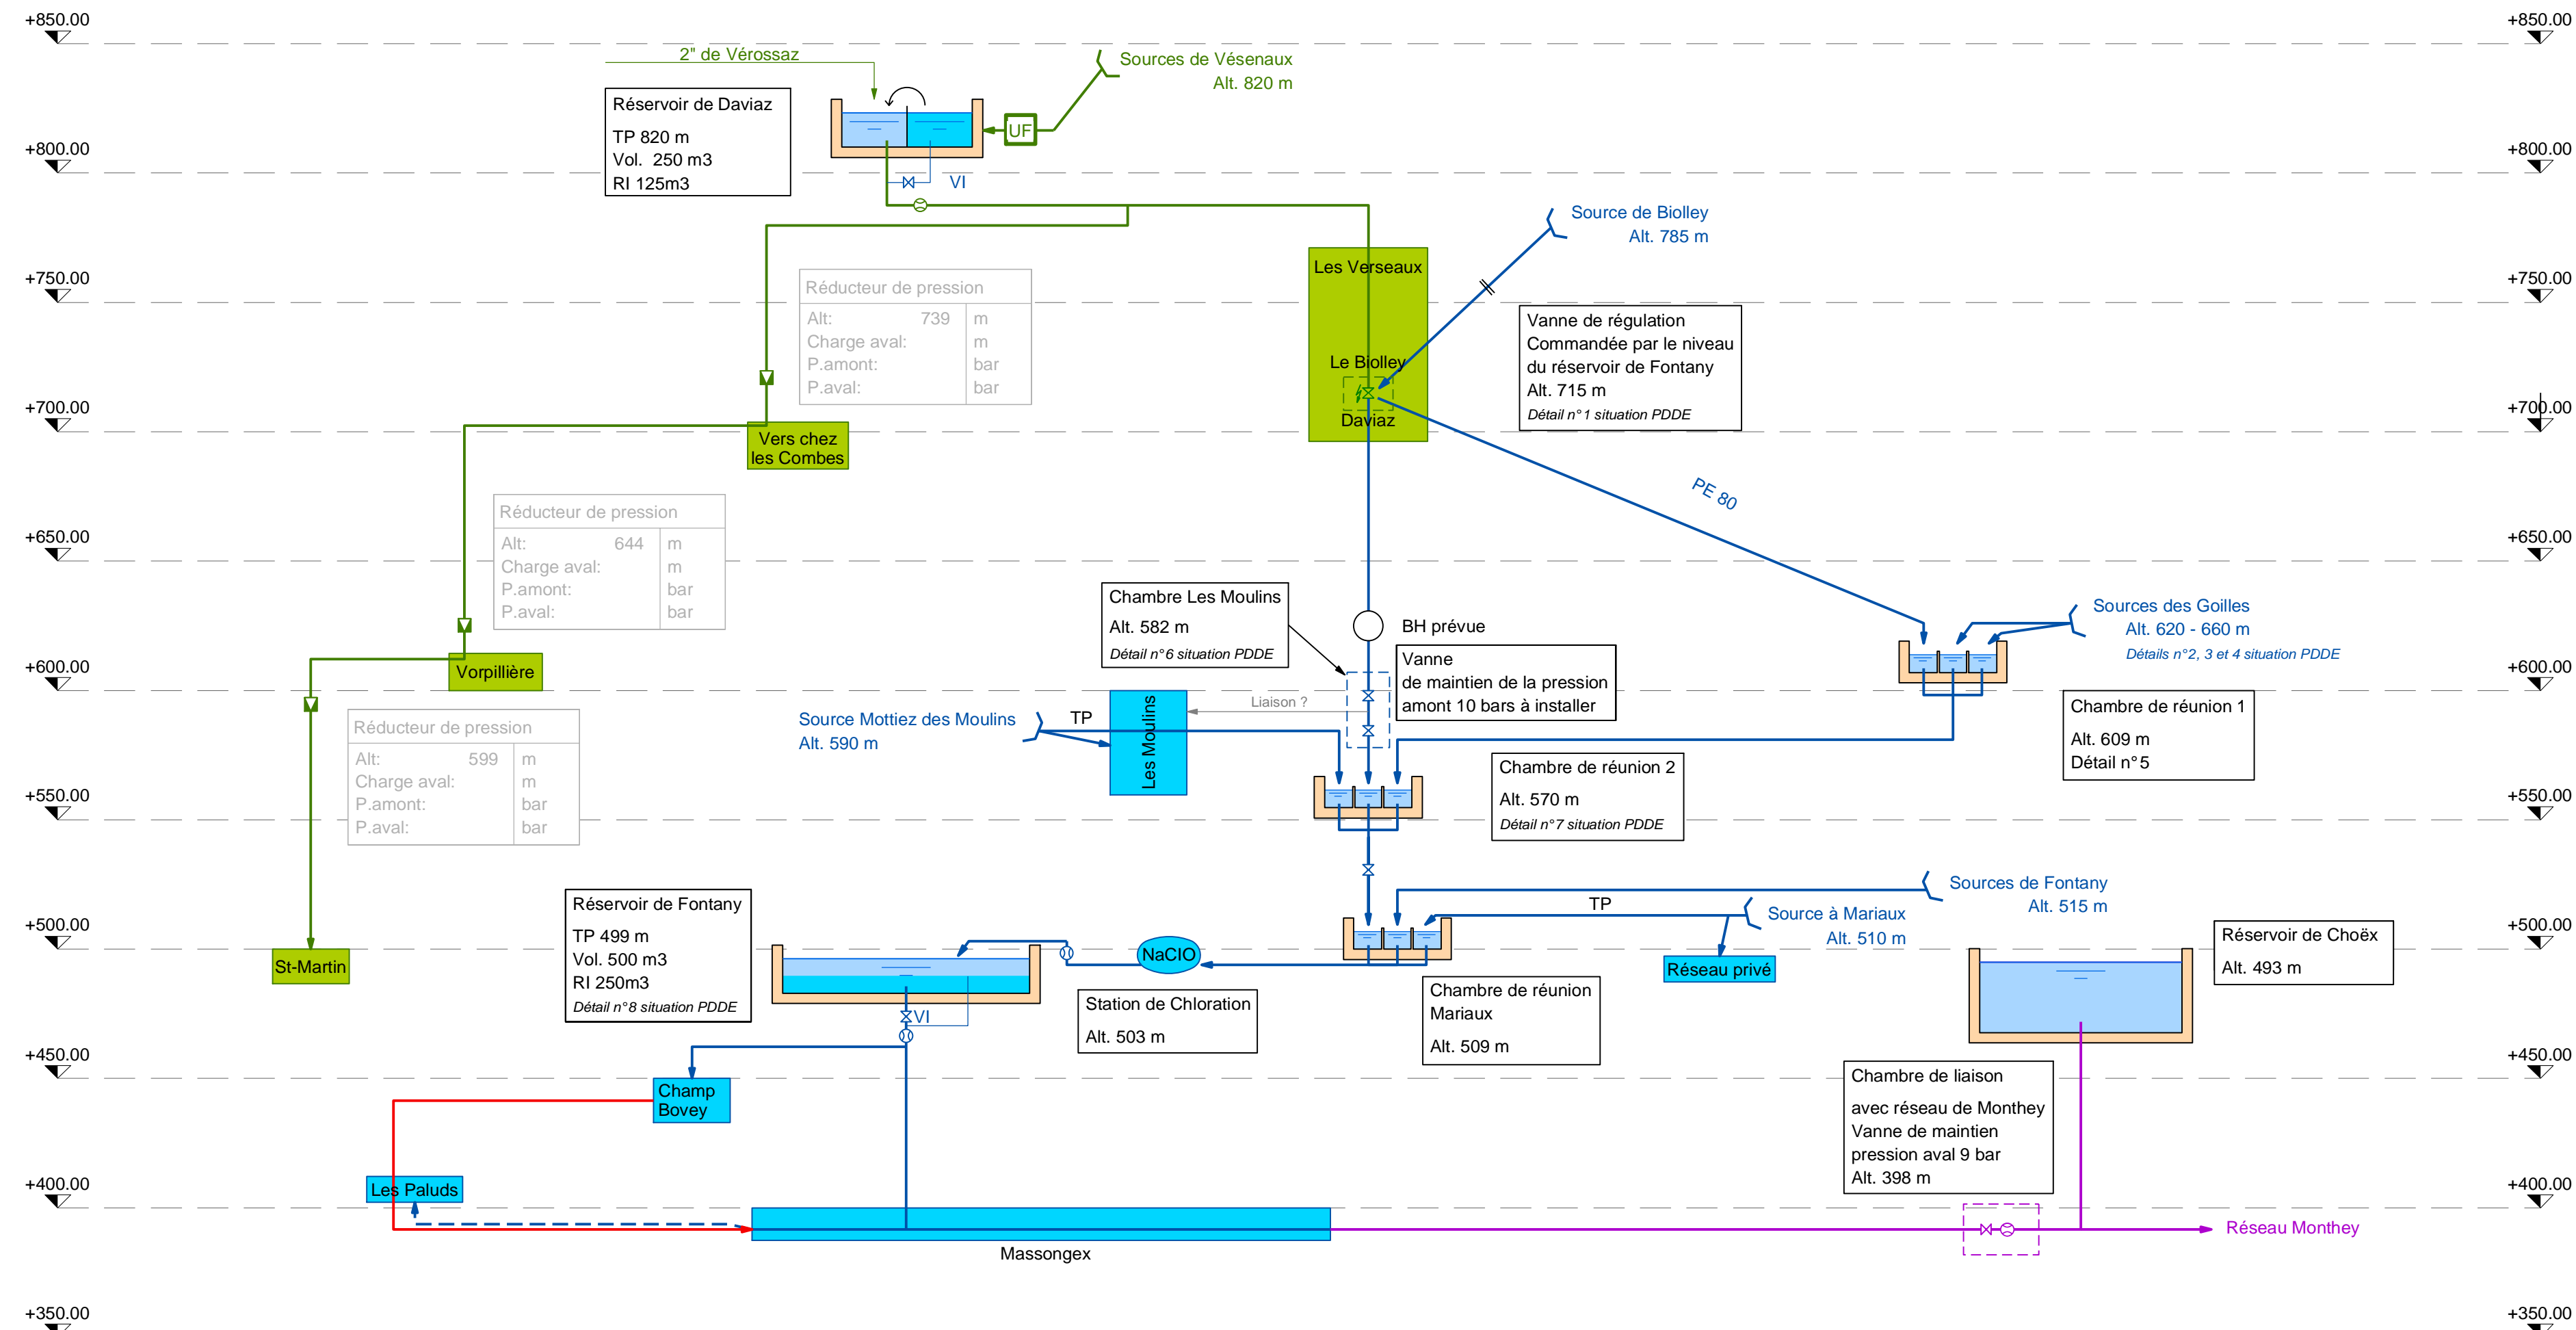 +850.00
+850.00
2" de Vérossaz
Sources de Vésenaux
Alt. 820 m
Réservoir de Daviaz
TP 820 m
Vol. 250 m3
RI 125m3
UF
VI
+800.00
+800.00
Source de Biolley
Alt. 785 m
Les Verseaux
+750.00
+750.00
Réducteur de pression
Alt: 739 m
Charge aval: m
P.amont: bar
P.aval: bar
Vanne de régulation
Commandée par le niveau
du réservoir de Fontany
Alt. 715 m
Détail n°1 situation PDDE
Le Biolley
Daviaz
+700.00
+700.00
Vers chez
les Combes
PE 80
Réducteur de pression
Alt: 644 m
Charge aval: m
P.amont: bar
P.aval: bar
+650.00
+650.00
Chambre Les Moulins
Alt. 582 m
Détail n°6 situation PDDE
BH prévue
Sources des Goilles
Alt. 620 - 660 m
Détails n°2, 3 et 4 situation PDDE
Vanne
de maintien de la pression
amont 10 bars à installer
+600.00
+600.00
Vorpillière
Liaison ?
Source Mottiez des Moulins
Alt. 590 m
TP
Les Moulins
Chambre de réunion 1
Alt. 609 m
Détail n°5
Réducteur de pression
Alt: 599 m
Charge aval: m
P.amont: bar
P.aval: bar
Chambre de réunion 2
Alt. 570 m
Détail n°7 situation PDDE
+550.00
+550.00
Réservoir de Fontany
TP 499 m
Vol. 500 m3
RI 250m3
Détail n°8 situation PDDE
Sources de Fontany
Alt. 515 m
TP
Source à Mariaux
Alt. 510 m
+500.00
+500.00
Réservoir de Choëx
Alt. 493 m
St-Martin
NaClO
Réseau privé
Station de Chloration
Alt. 503 m
Chambre de réunion
Mariaux
Alt. 509 m
VI
+450.00
+450.00
Chambre de liaison
avec réseau de Monthey
Vanne de maintien
pression aval 9 bar
Alt. 398 m
Champ
Bovey
Les Paluds
+400.00
+400.00
Réseau Monthey
Massongex
+350.00
+350.00